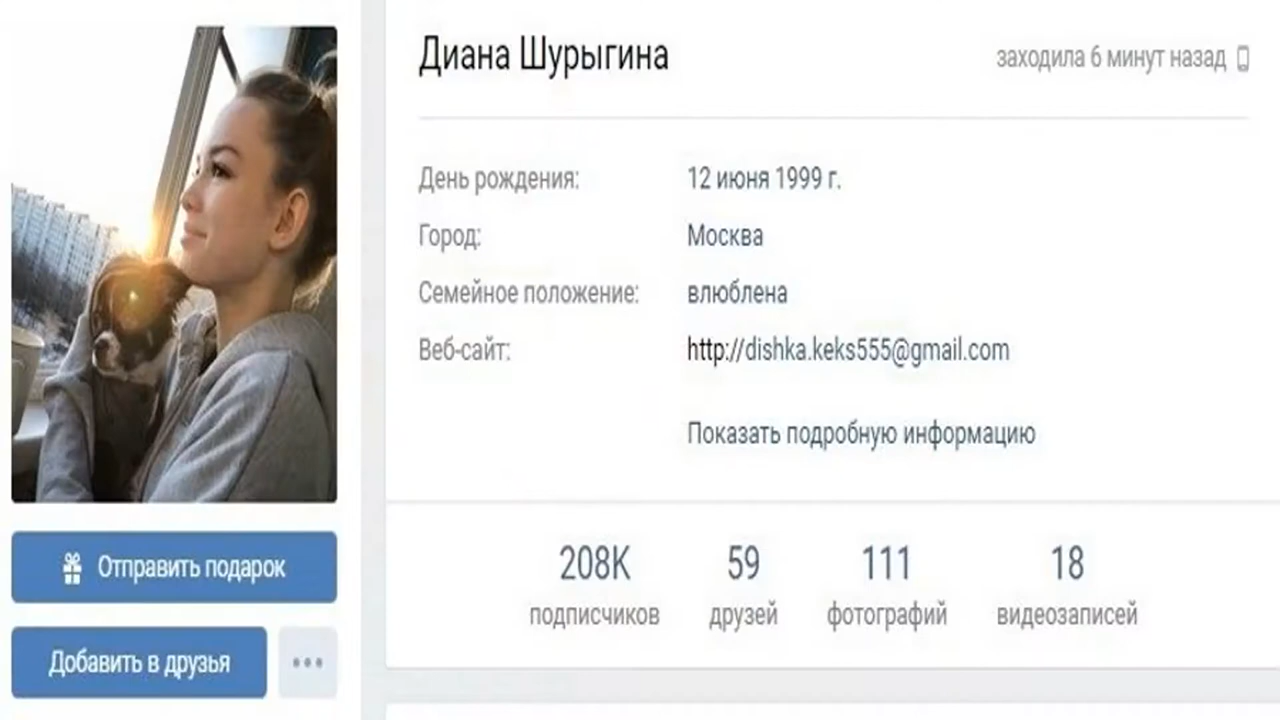 Диана Шурыгина
заходила 6 минут назад
День рождения: 12 июня 1999 г.
Город: Москва
Семейное положение: влюблена
Веб-сайт: http://dishka.keks555@gmail.com
Показать подробную информацию
208K 59 111 18
подписчиков друзей фотографий видеозаписей
Отправить подарок
Добавить в друзья